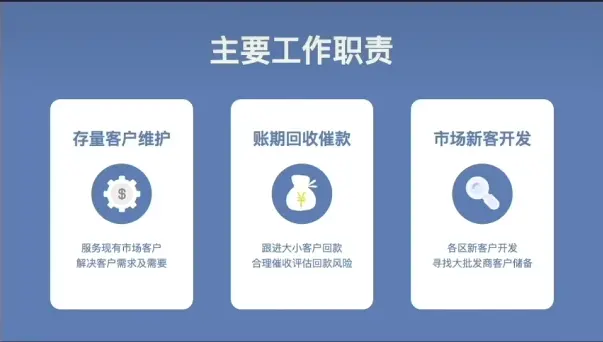 主要工作职责
存量客户维护
$
服务现有市场客户
解决客户需求及需要
账期回收催款
¥
跟进大小客户回款
合理催收评估回款风险
市场新客开发
各区新客户开发
寻找大批发商客户储备